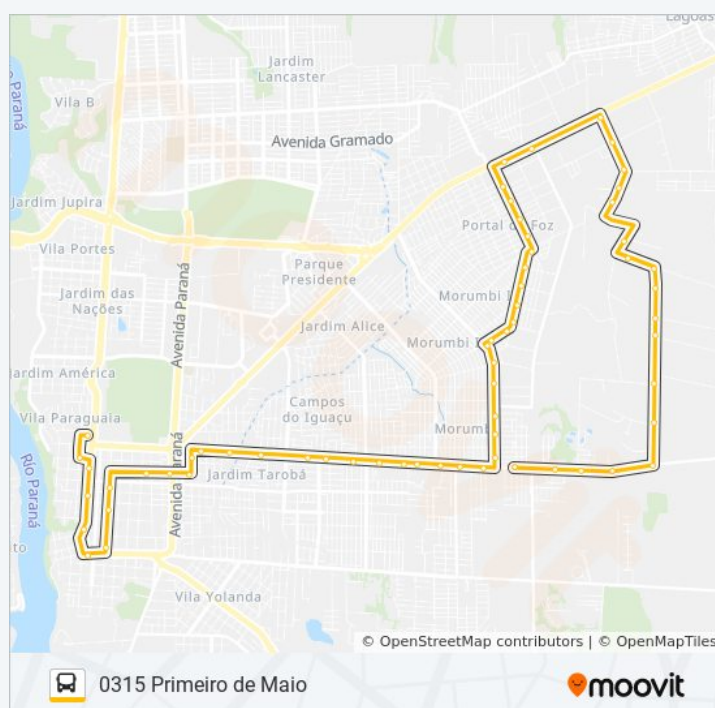 Lagoas
Jardim
Lancaster
Vila B
Paraná
Avenida Gramado
Jardim Jupira
Portal de Foz
Vila Portes
Avenida Paraná
Parque
Presidente
Jardim das
Nações
Morumbi
Jardim Alice
Morumbi
Jardim América
Campos
do Iguaçu
Vila Paraguaia
Morumbi
Avenida Paraná
Río Paraná
Jardim Tarobá
Vila Yolanda
© OpenStreetMap contributors | © OpenMapTiles
0315 Primeiro de Maio
moovit